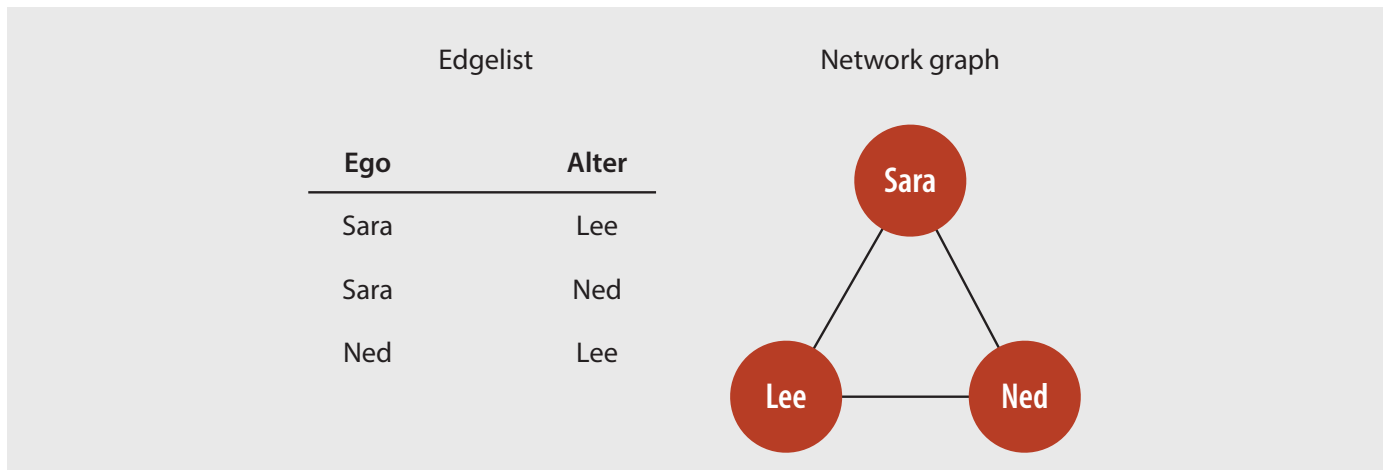 Edgelist
Network graph
Ego Alter
Sara Lee
Sara Ned
Ned Lee
Sara
Lee
Ned